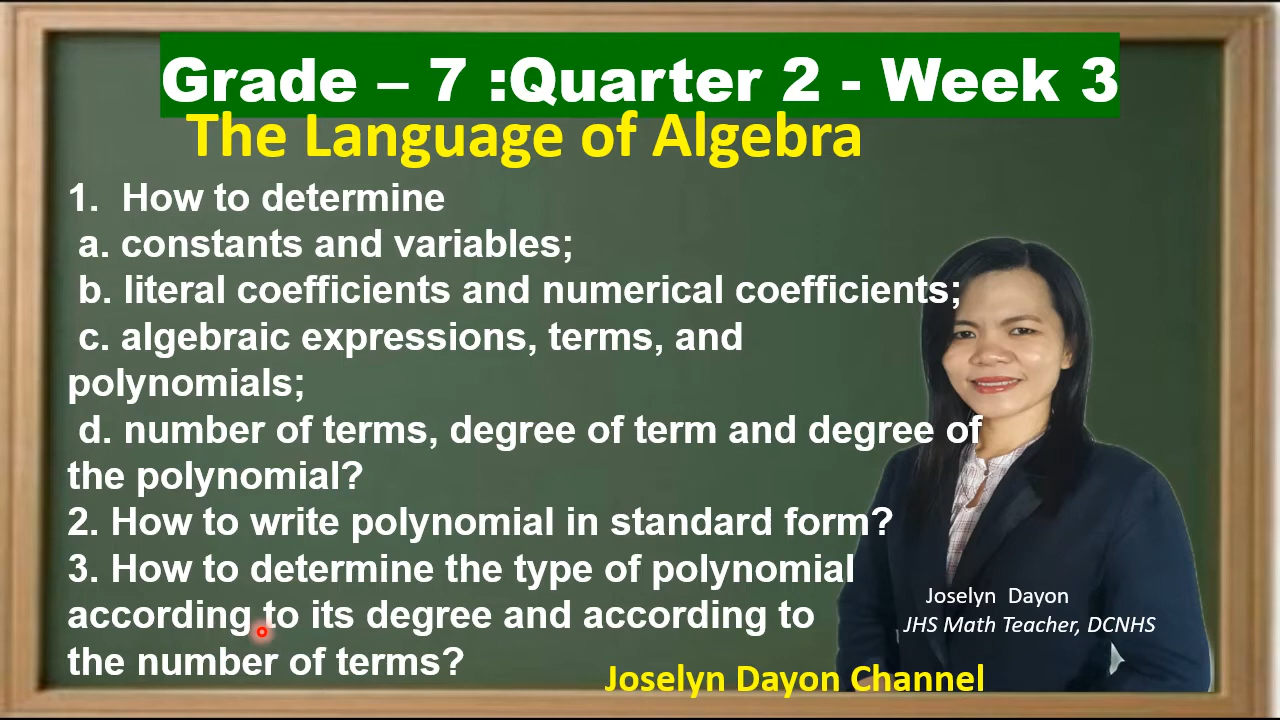 Grade – 7 :Quarter 2 - Week 3
The Language of Algebra
1. How to determine
a. constants and variables;
b. literal coefficients and numerical coefficients;
c. algebraic expressions, terms, and
polynomials;
d. number of terms, degree of term and degree of
the polynomial?
2. How to write polynomial in standard form?
3. How to determine the type of polynomial
according to its degree and according to
the number of terms?
Joselyn Dayon
JHS Math Teacher, DCNHS
Joselyn Dayon Channel